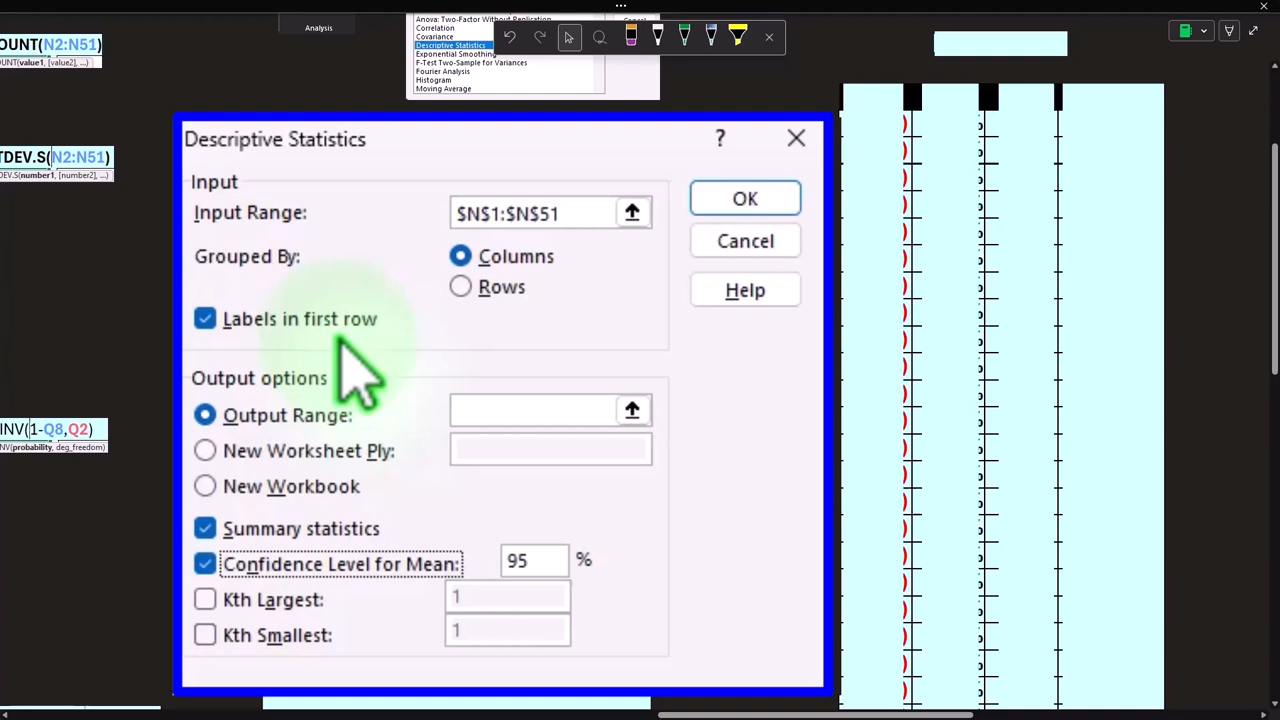 Analysis
Anova: Two-Factor Without Replication
Correlation
Covariance
Descriptive Statistics
Exponential Smoothing
F-Test Two-Sample for Variances
Fourier Analysis
Histogram
Moving Average
OUNT(N2:N51)
OUNT(value1, [value2], ...)
TDEV.S(N2:N51)
DEV.S(number1, [number2], ...)
INV(1-Q8,Q2)
NV(probability, deg_freedom)
Descriptive Statistics
?
Input
Input Range: $N$1:$N$51
OK
Grouped By: Columns
Cancel
Rows
Help
Labels in first row
Output options
Output Range:
New Worksheet Ply:
New Workbook
Summary statistics
Confidence Level for Mean: 95 %
Kth Largest: 1
Kth Smallest: 1